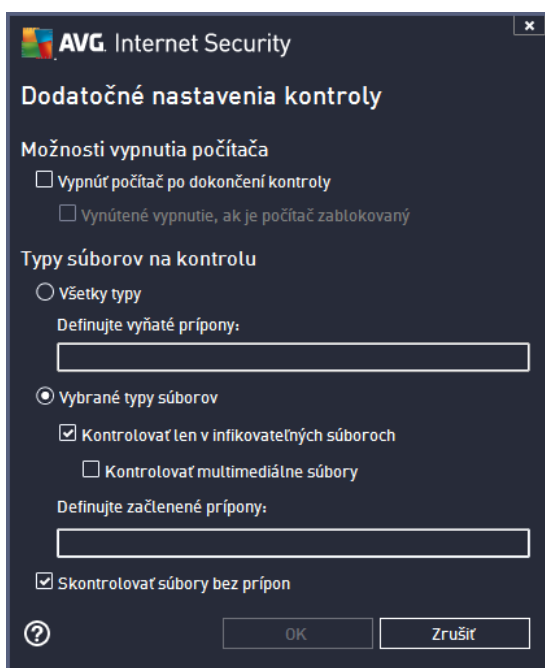 AVG. Internet Security
Dodatočné nastavenia kontroly
Možnosti vypnutia počítača
Vypnúť počítač po dokončení kontroly
Vynútené vypnutie, ak je počítač zablokovaný
Typy súborov na kontrolu
Všetky typy
Definujte vyňaté prípony:
Vybrané typy súborov
Kontrolovať len v infikovateľných súboroch
Kontrolovať multimediálne súbory
Definujte začlenené prípony:
Skontrolovať súbory bez prípon
OK
Zrušiť